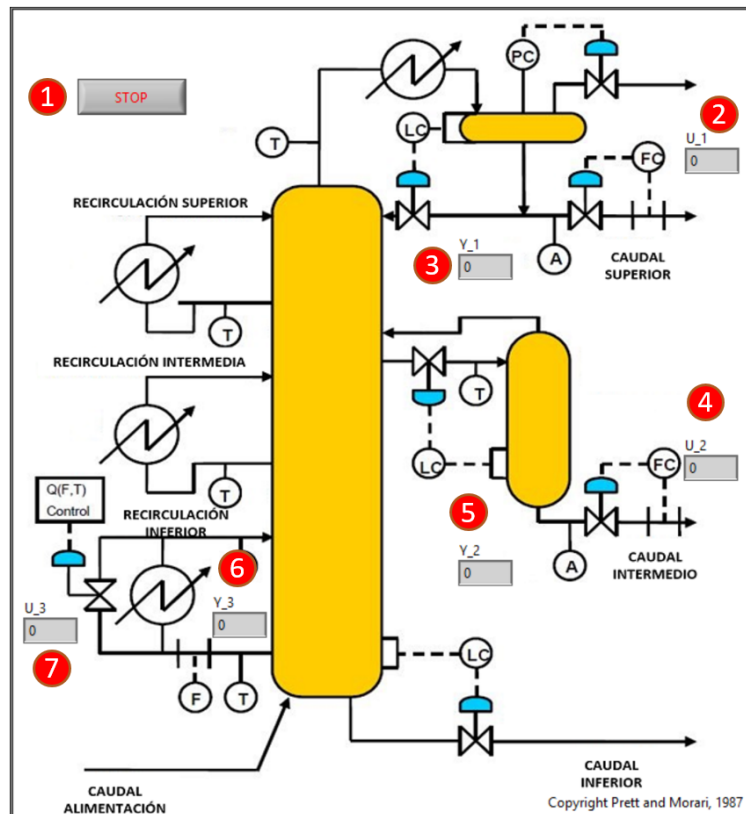 PC
1
STOP
2
LC
U_1
T
FC
0
RECIRCULACIÓN SUPERIOR
3
Y_1
0
A
CAUDAL
SUPERIOR
T
RECIRCULACIÓN INTERMEDIA
T
4
U_2
LC
FC
0
Q(F,T)
Control
T
RECIRCULACIÓN
INFERIOR
5
Y_2
0
A
CAUDAL
INTERMEDIO
6
U_3
0
Y_3
0
7
F
T
LC
CAUDAL
INFERIOR
CAUDAL
ALIMENTACIÓN
Copyright Prett and Morari, 1987